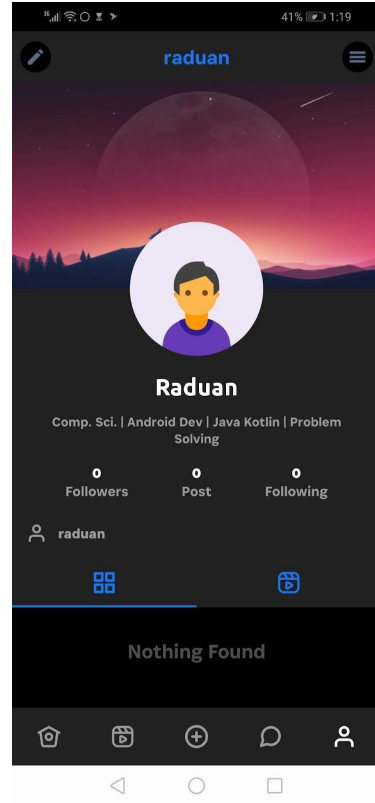 41% 1:19
raduan
Raduan
Comp. Sci. | Android Dev | Java Kotlin | Problem
Solving
0 0 0
Followers Post Following
raduan
Nothing Found